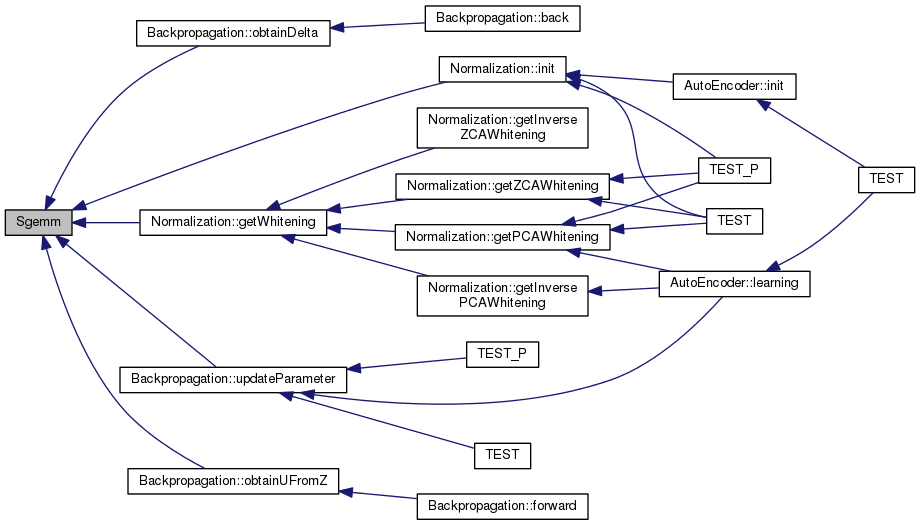 Backpropagation::back
Backpropagation::obtainDelta
Normalization::init
AutoEncoder::init
Normalization::getInverse
ZCAWhitening
TEST_P
TEST
Normalization::getZCAWhitening
Sgemm
Normalization::getWhitening
TEST
Normalization::getPCAWhitening
AutoEncoder::learning
Normalization::getInverse
PCAWhitening
TEST_P
Backpropagation::updateParameter
TEST
Backpropagation::obtainUFromZ
Backpropagation::forward